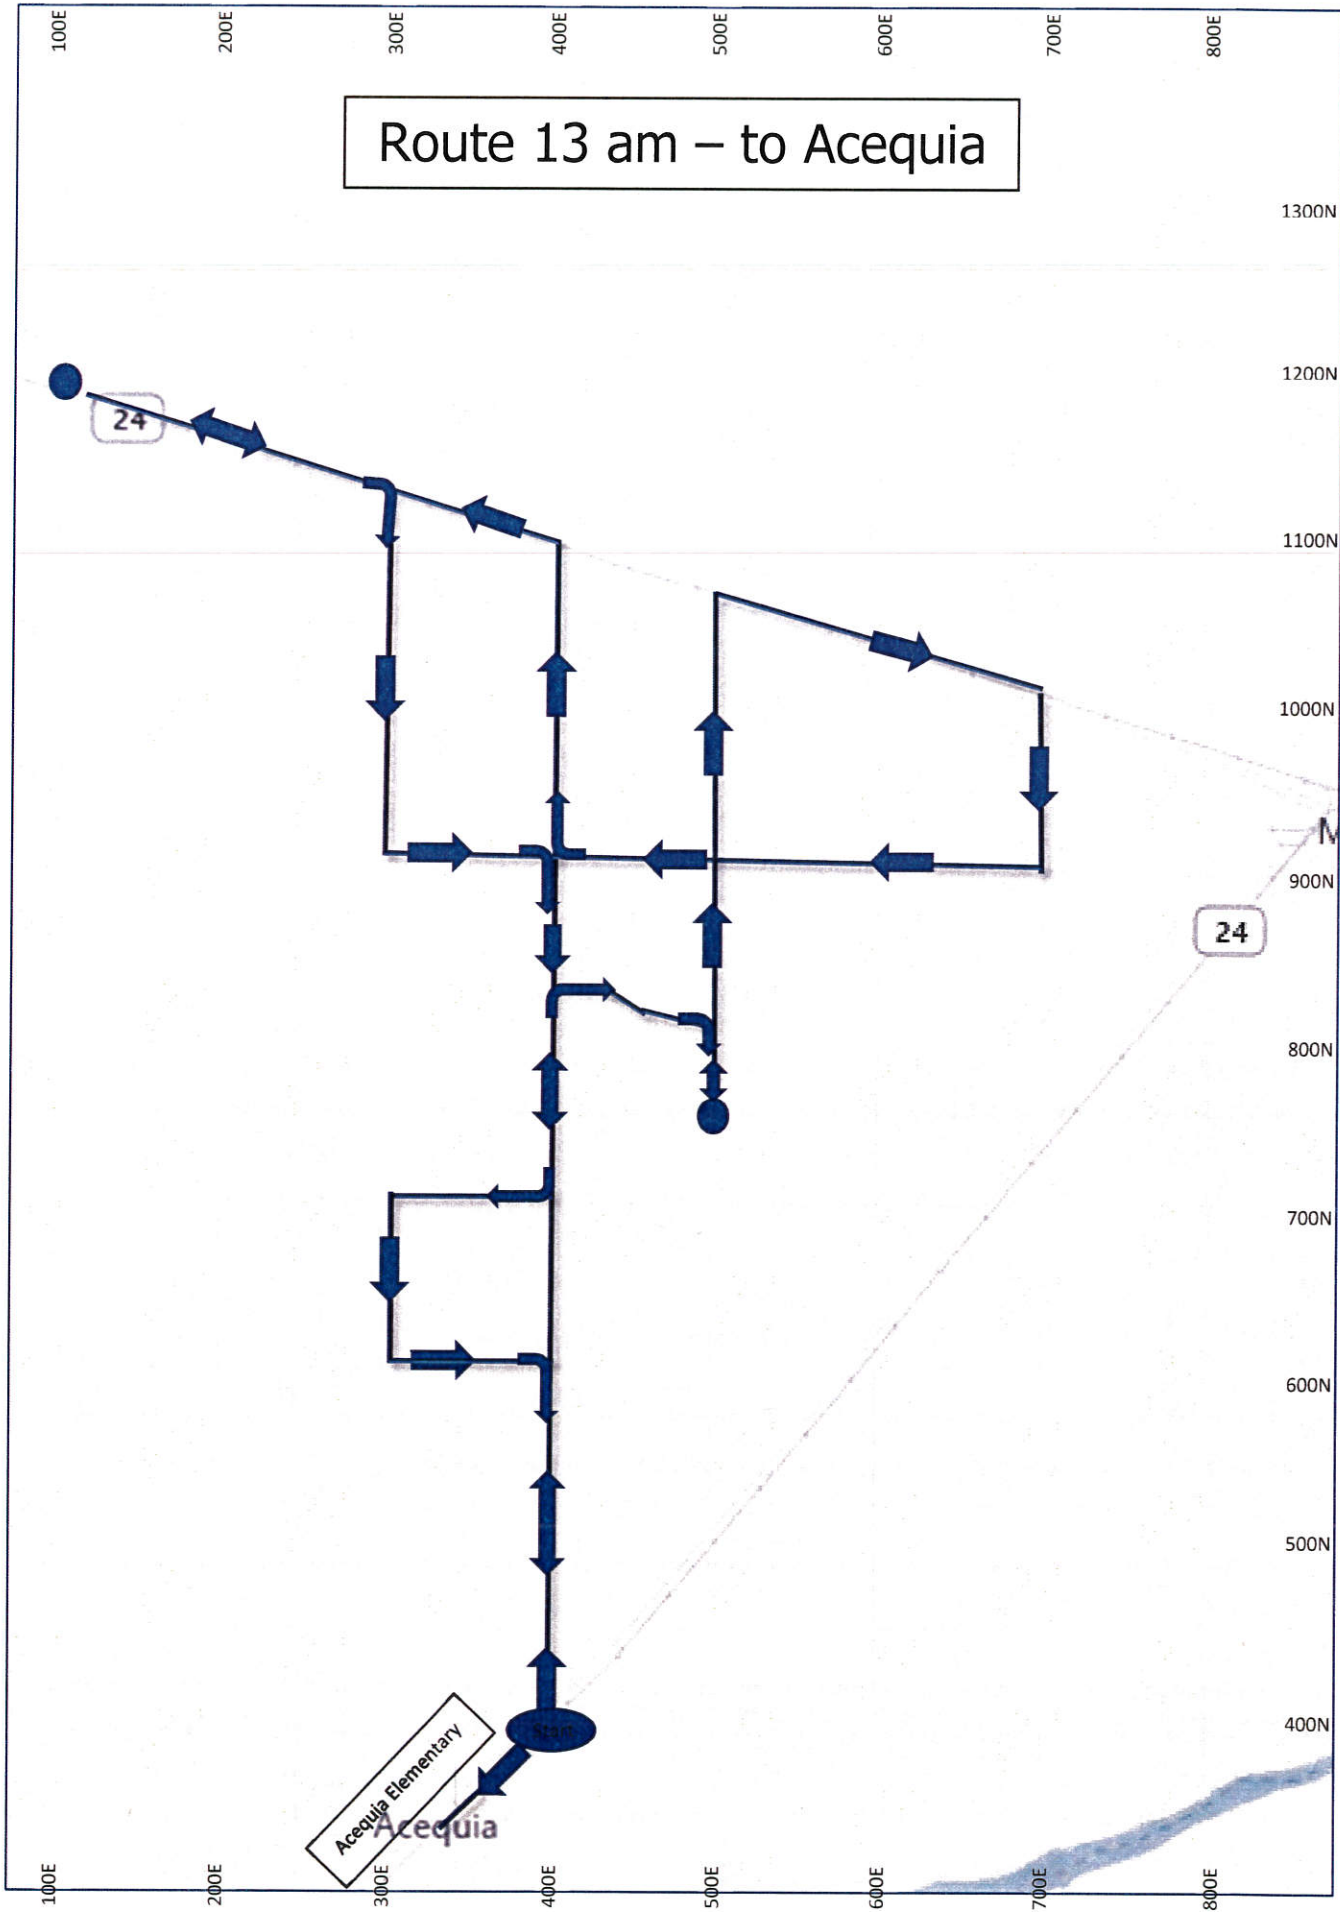 100E
200E
300E
400E
500E
600E
700E
800E
Route 13 am – to Acequia
1300N
1200N
24
1100N
1000N
M
900N
24
800N
700N
600N
500N
400N
Start
Acequia Elementary
Acequia
100E
200E
300E
400E
500E
600E
700E
800E